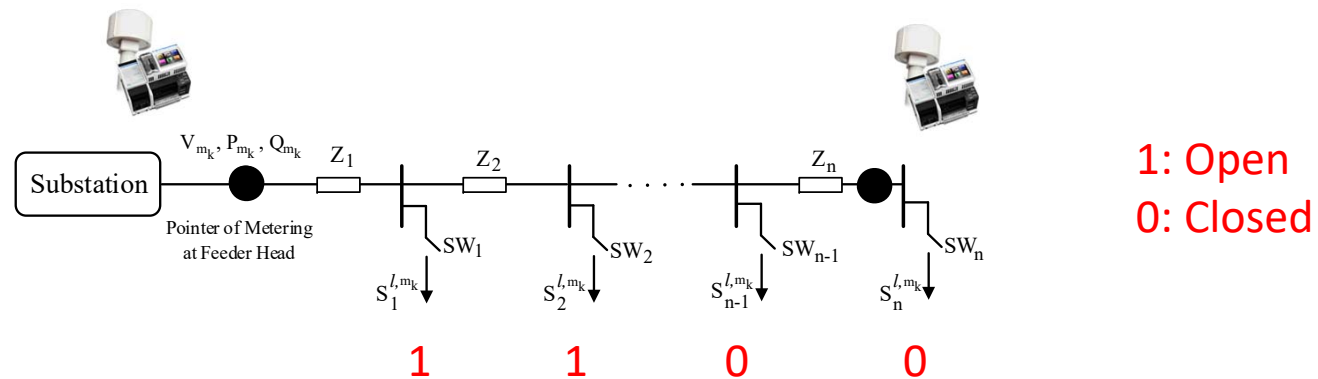 V_{m_k}, P_{m_k}, Q_{m_k}
Z_1
Z_2
Z_n
Substation
. . . .
Pointer of Metering
at Feeder Head
SW_1
SW_2
SW_{n-1}
SW_n
S_1^{l,m_k}
S_2^{l,m_k}
S_{n-1}^{l,m_k}
S_n^{l,m_k}
1
1
0
0
1: Open
0: Closed